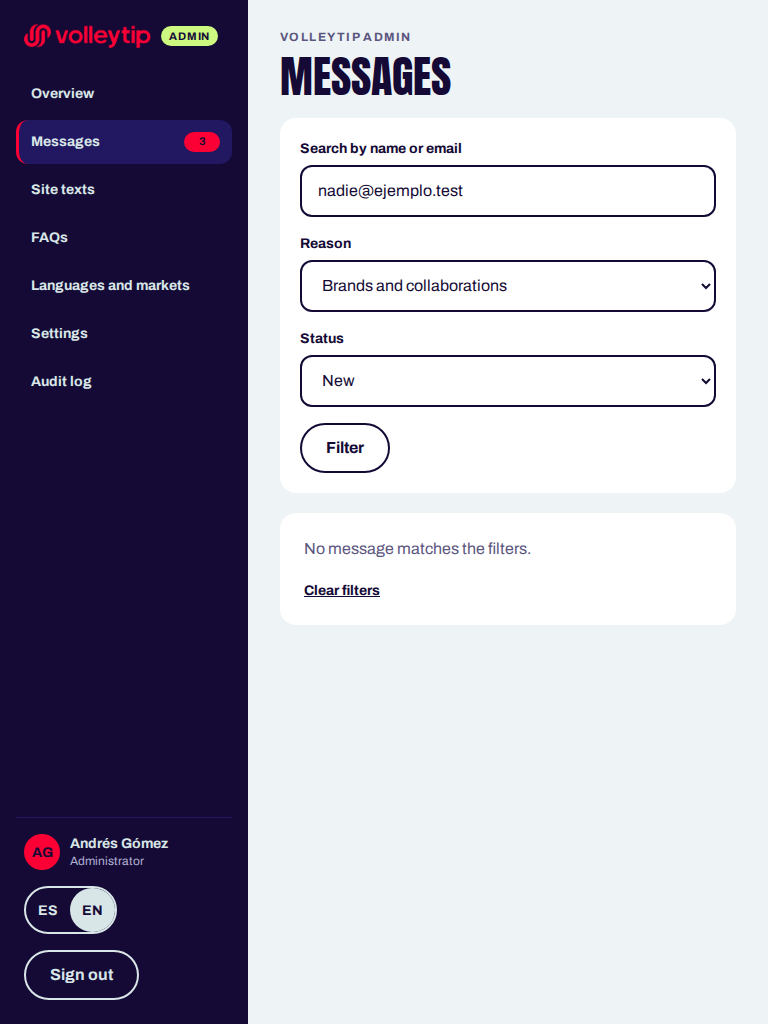 volleytip ADMIN
Overview
Messages 3
Site texts
FAQs
Languages and markets
Settings
Audit log
AG Andrés Gómez
Administrator
ES EN
Sign out
VOLLEYTIP ADMIN
MESSAGES
Search by name or email
nadie@ejemplo.test
Reason
Brands and collaborations
Status
New
Filter
No message matches the filters.
Clear filters